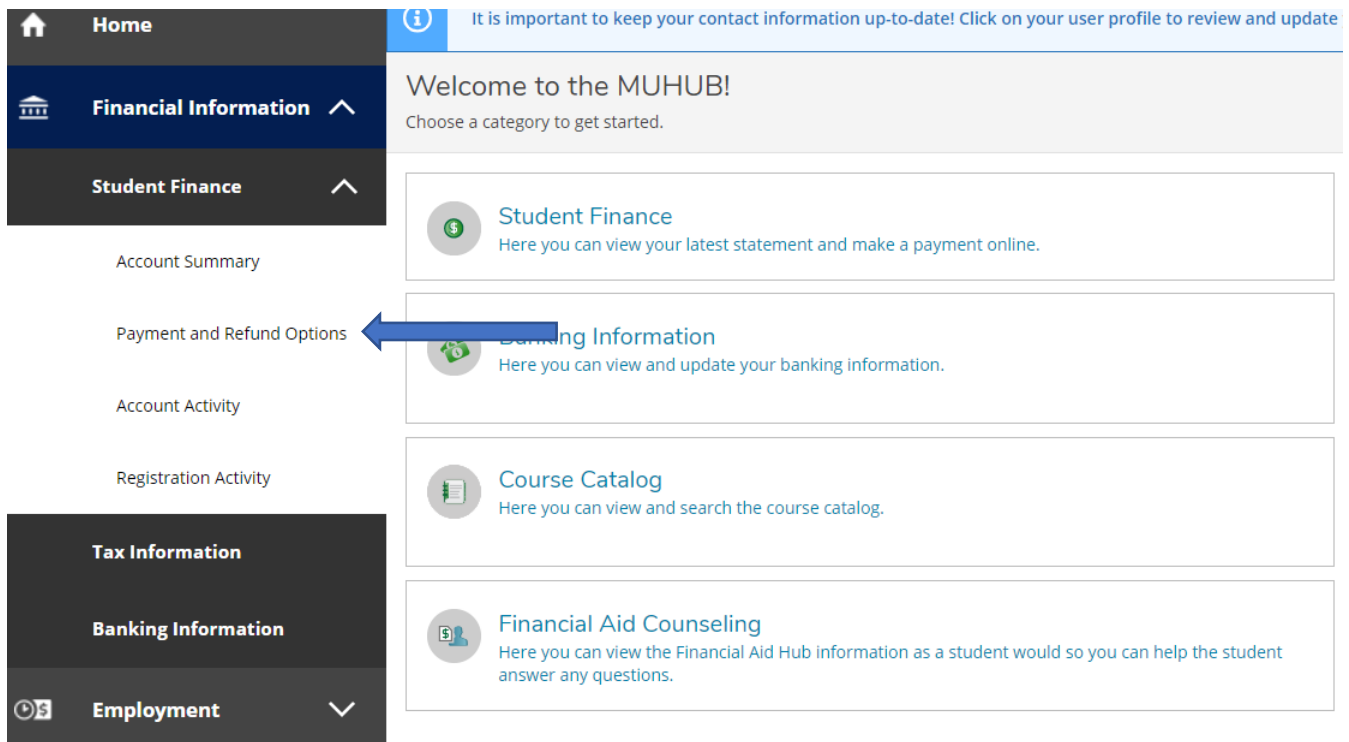 Home
Financial Information
Student Finance
Account Summary
Payment and Refund Options
Account Activity
Registration Activity
Tax Information
Banking Information
Employment
It is important to keep your contact information up-to-date! Click on your user profile to review and update
Welcome to the MUHUB!
Choose a category to get started.
Student Finance
Here you can view your latest statement and make a payment online.
Banking Information
Here you can view and update your banking information.
Course Catalog
Here you can view and search the course catalog.
Financial Aid Counseling
Here you can view the Financial Aid Hub information as a student would so you can help the student
answer any questions.